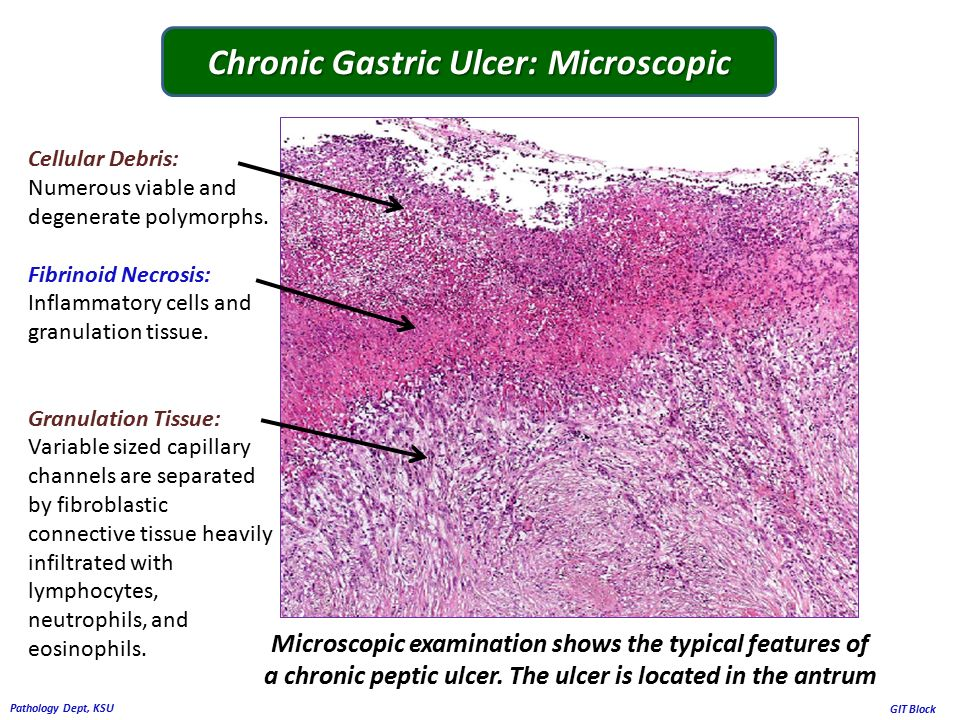 Chronic Gastric Ulcer: Microscopic
Cellular Debris:
Numerous viable and
degenerate polymorphs.
Fibrinoid Necrosis:
Inflammatory cells and
granulation tissue.
Granulation Tissue:
Variable sized capillary
channels are separated
by fibroblastic
connective tissue heavily
infiltrated with
lymphocytes,
neutrophils, and
eosinophils.
Microscopic examination shows the typical features of
a chronic peptic ulcer. The ulcer is located in the antrum
Pathology Dept, KSU
GIT Block